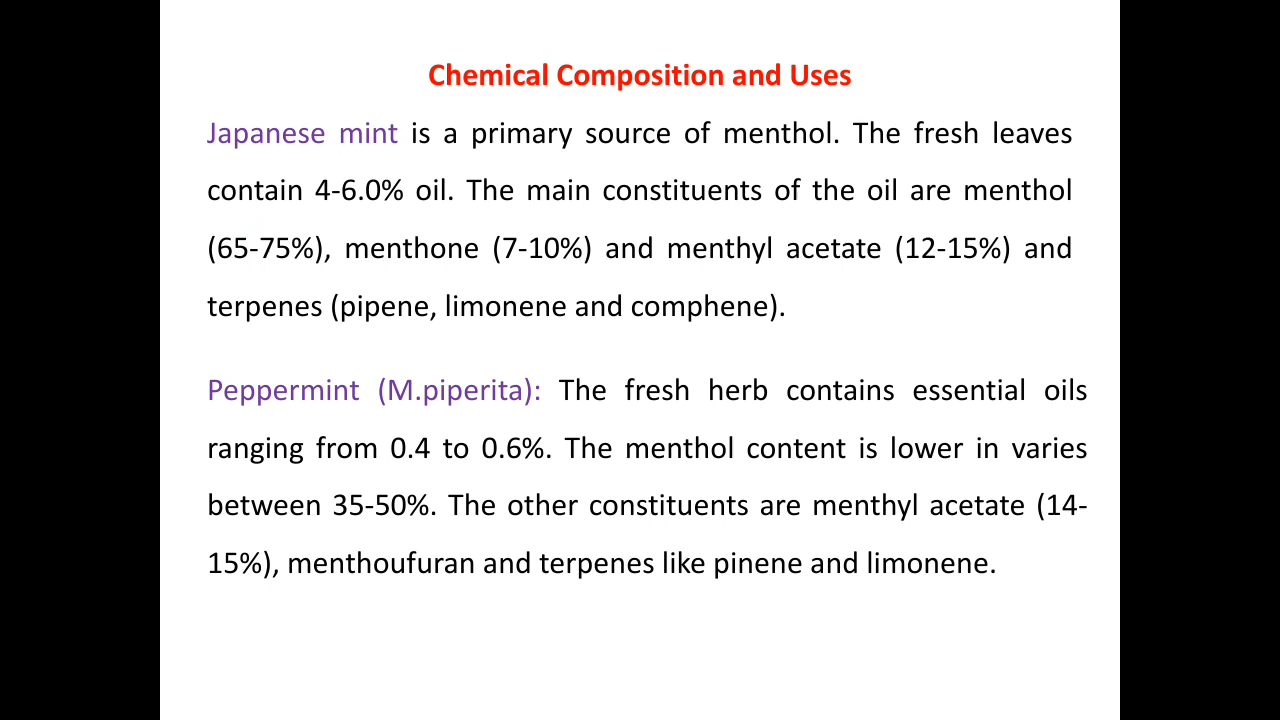 Chemical Composition and Uses
Japanese mint is a primary source of menthol. The fresh leaves
contain 4-6.0% oil. The main constituents of the oil are menthol
(65-75%), menthone (7-10%) and menthyl acetate (12-15%) and
terpenes (pipene, limonene and comphene).
Peppermint (M.piperita): The fresh herb contains essential oils
ranging from 0.4 to 0.6%. The menthol content is lower in varies
between 35-50%. The other constituents are menthyl acetate (14-
15%), menthoufuran and terpenes like pinene and limonene.